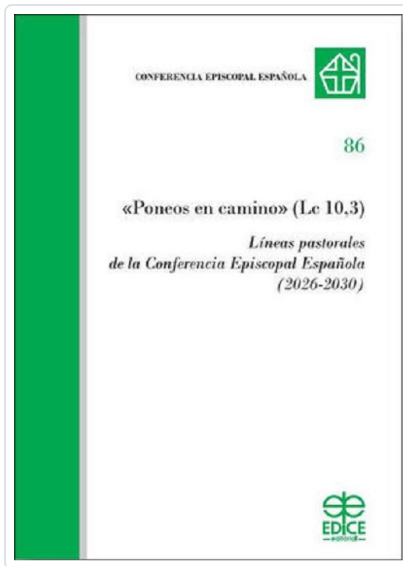 CONFERENCIA EPISCOPAL ESPAÑOLA
86
«Poneos en camino» (Lc 10,3)
Líneas pastorales
de la Conferencia Episcopal Española
(2026-2030)
EDICE
editorial